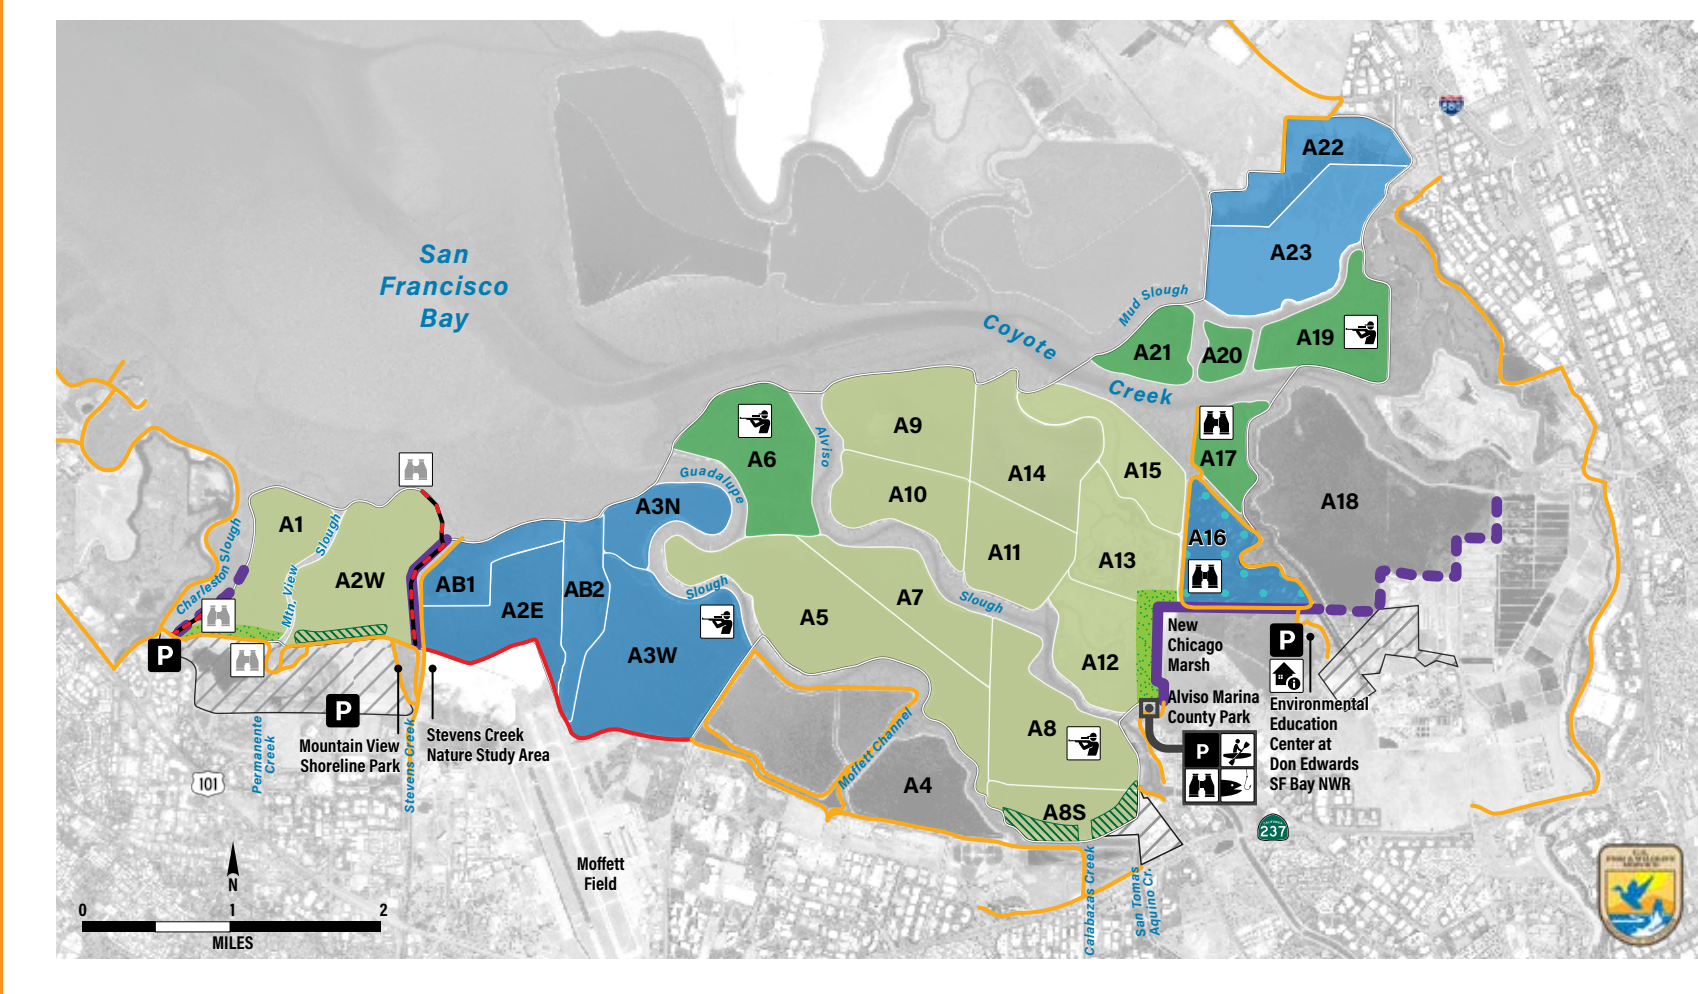 A22
A23
San
Francisco
Bay
Mud Slough
Coyote
Creek
A21
A20
A19
A9
A6
Alviso
Guadalupe
A14
A15
A17
A10
A3N
A18
A1
Slough
A16
Charleston Slough
A11
A13
A2W
Mtn. View
AB1
AB2
A2E
Slough
A7
Slough
A5
New
Chicago
Marsh
P
P
A3W
A12
Alviso Marina
County Park
Environmental
Education
Center at
Don Edwards
SF Bay NWR
P
A8
Moffett Channel
P
Stevens Creek
Nature Study Area
Mountain View
Shoreline Park
Permanente
Creek
Stevens Creek
101
A4
A8S
CALIFORNIA
237
Moffett
Field
Calabazas Creek
San Tomas
Aquino Cr.
N
0 1 2
MILES
U.S.
FISH & WILDLIFE
SERVICE